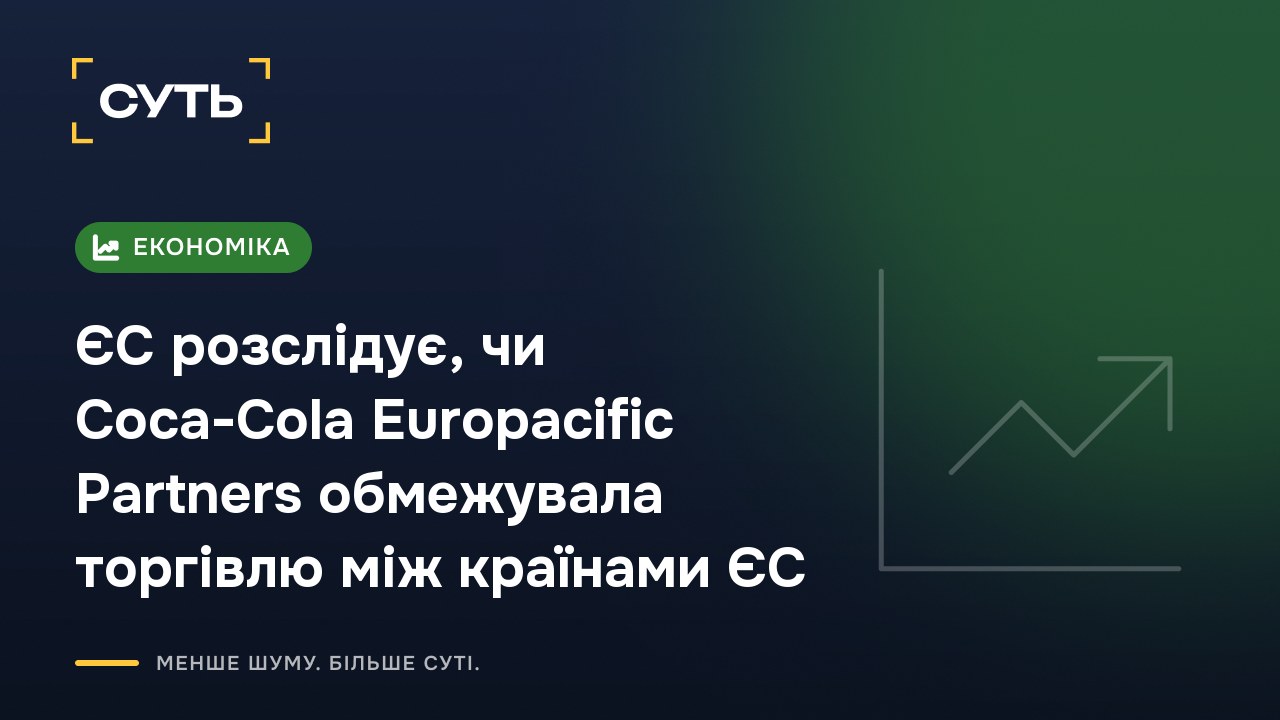 СУТЬ
ЕКОНОМІКА
ЄС розслідує, чи
Coca-Cola Europacific
Partners обмежувала
торгівлю між країнами ЄС
МЕНШЕ ШУМУ. БІЛЬШЕ СУТІ.